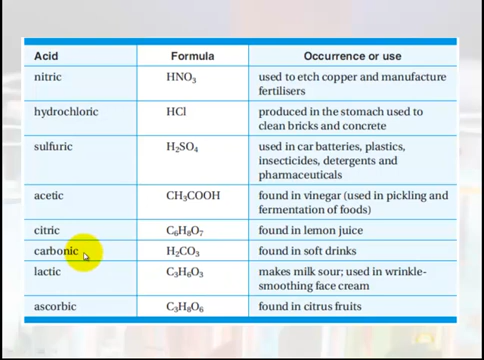 Acid Formula Occurrence or use
nitric HNO₃ used to etch copper and manufacture
fertilisers
hydrochloric HCl produced in the stomach used to
clean bricks and concrete
sulfuric H₂SO₄ used in car batteries, plastics,
insecticides, detergents and
pharmaceuticals
acetic CH₃COOH found in vinegar (used in pickling and
fermentation of foods)
citric C₆H₈O₇ found in lemon juice
carbonic H₂CO₃ found in soft drinks
lactic C₃H₆O₃ makes milk sour; used in wrinkle-
smoothing face cream
ascorbic C₃H₈O₆ found in citrus fruits